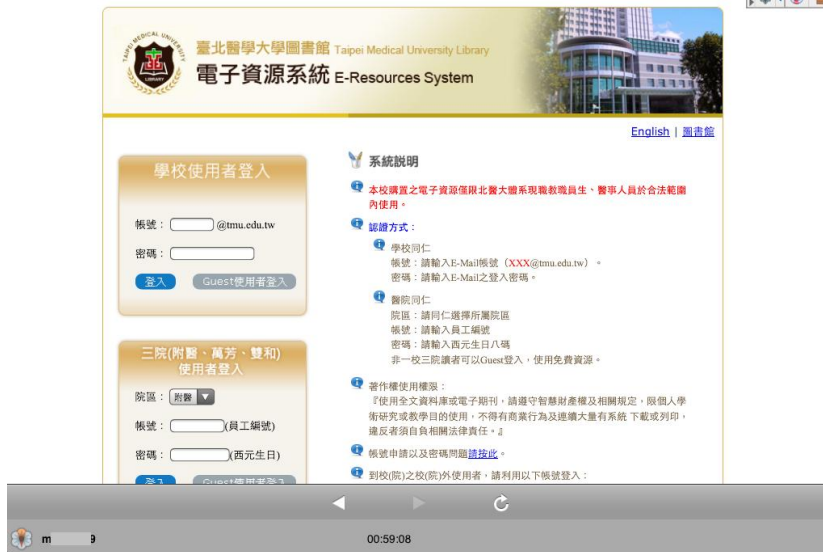 臺北醫學大學圖書館 Taipei Medical University Library
電子資源系統 E-Resources System
English | 圖書館
學校使用者登入
帳號： @tmu.edu.tw
密碼：
登入 Guest使用者登入
三院(附醫、萬芳、雙和)
使用者登入
院區： 附醫
帳號： (員工編號)
密碼： (西元生日)
登入 Guest使用者登入
系統説明
本校購置之電子資源僅限北醫大體系現職教職員生、醫事人員於合法範圍
內使用。
認證方式：
學校同仁
帳號：請輸入E-Mail帳號（XXX@tmu.edu.tw）。
密碼：請輸入E-Mail之登入密碼。
醫院同仁
院區：請同仁選擇所屬院區
帳號：請輸入員工編號
密碼：請輸入西元生日八碼
非一校三院讀者可以Guest登入，使用免費資源。
著作權使用權限：
『使用全文資料庫或電子期刊，請遵守智慧財產權及相關規定，限個人學
術研究或教學目的使用，不得有商業行為及連續大量有系統 下載或列印，
違反者須自負相關法律責任。』
帳號申請以及密碼問題請按此。
到校(院)之校(院)外使用者，請利用以下帳號登入：
m 9
00:59:08